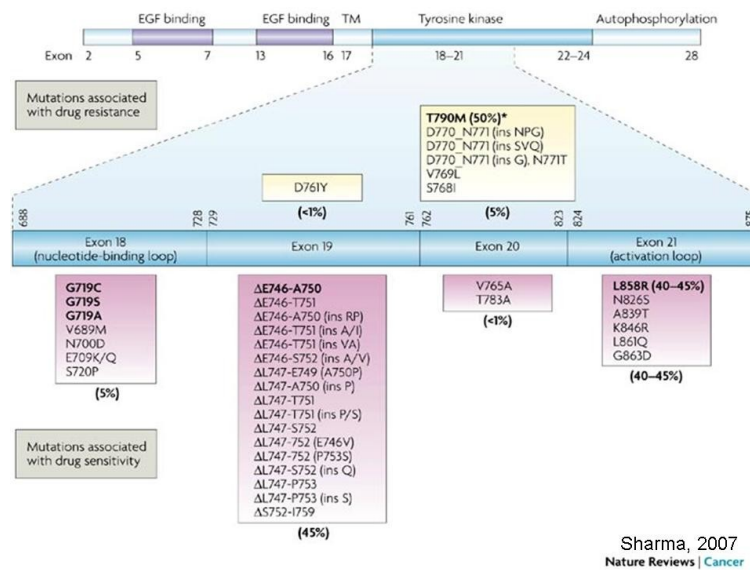 EGF binding EGF binding TM Tyrosine kinase Autophosphorylation
Exon 2 5 7 13 16 17 18–21 22–24 28
Mutations associated
with drug resistance
T790M (50%)*
D770_N771 (ins NPG)
D770_N771 (ins SVQ)
D770_N771 (ins G), N771T
V769L
S768I
(5%)
D761Y
(<1%)
688 728 729 761 762 823 824
Exon 18
(nucleotide-binding loop)
Exon 19
Exon 20
Exon 21
(activation loop)
G719C
G719S
G719A
V689M
N700D
E709K/Q
S720P
(5%)
ΔE746-A750
ΔE746-T751
ΔE746-A750 (ins RP)
ΔE746-T751 (ins A/I)
ΔE746-T751 (ins VA)
ΔE746-S752 (ins A/V)
ΔL747-E749 (A750P)
ΔL747-A750 (ins P)
ΔL747-T751
ΔL747-T751 (ins P/S)
ΔL747-S752
ΔL747-752 (E746V)
ΔL747-752 (P753S)
ΔL747-S752 (ins Q)
ΔL747-P753
ΔL747-P753 (ins S)
ΔS752-I759
(45%)
V765A
T783A
(<1%)
L858R (40–45%)
N826S
A839T
K846R
L861Q
G863D
(40–45%)
Mutations associated
with drug sensitivity
Sharma, 2007
Nature Reviews | Cancer